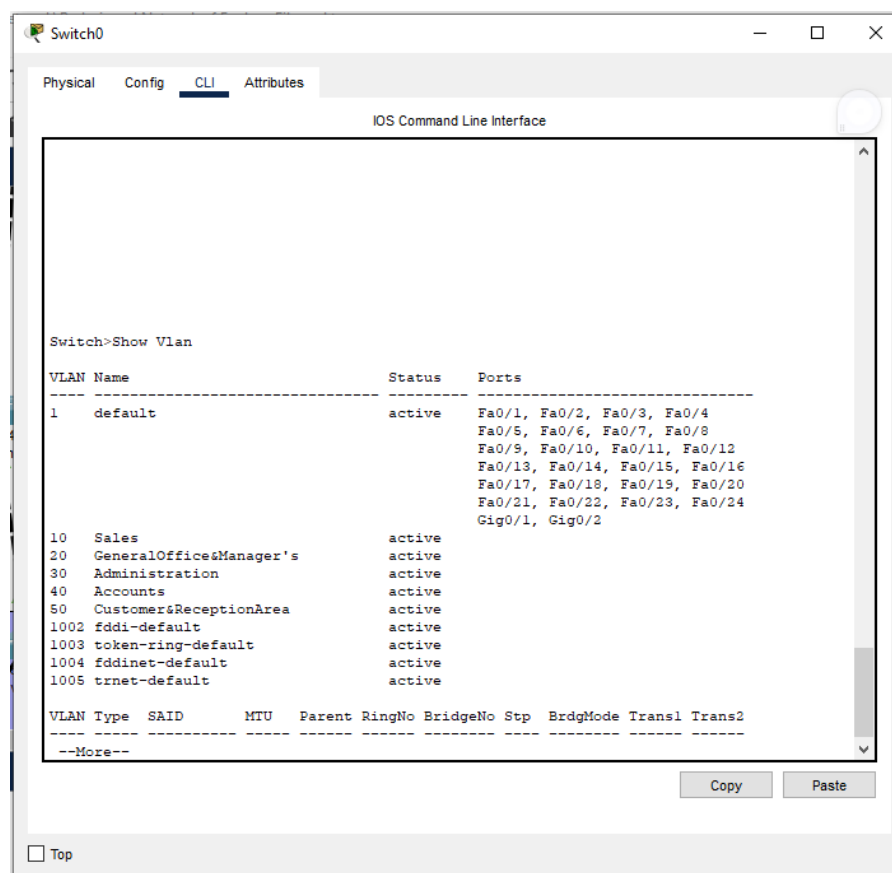 Switch0
Physical Config CLI Attributes
IOS Command Line Interface
Switch>Show Vlan
VLAN Name Status Ports
---- -------------------------------- --------- -------------------------------
1 default active Fa0/1, Fa0/2, Fa0/3, Fa0/4
Fa0/5, Fa0/6, Fa0/7, Fa0/8
Fa0/9, Fa0/10, Fa0/11, Fa0/12
Fa0/13, Fa0/14, Fa0/15, Fa0/16
Fa0/17, Fa0/18, Fa0/19, Fa0/20
Fa0/21, Fa0/22, Fa0/23, Fa0/24
Gig0/1, Gig0/2
10 Sales active
20 GeneralOffice&Manager's active
30 Administration active
40 Accounts active
50 Customer&ReceptionArea active
1002 fddi-default active
1003 token-ring-default active
1004 fddinet-default active
1005 trnet-default active
VLAN Type SAID MTU Parent RingNo BridgeNo Stp BrdgMode Trans1 Trans2
---- ----- ---------- ----- ------ ------ -------- ---- -------- ------ ------
--More--
Copy Paste
Top